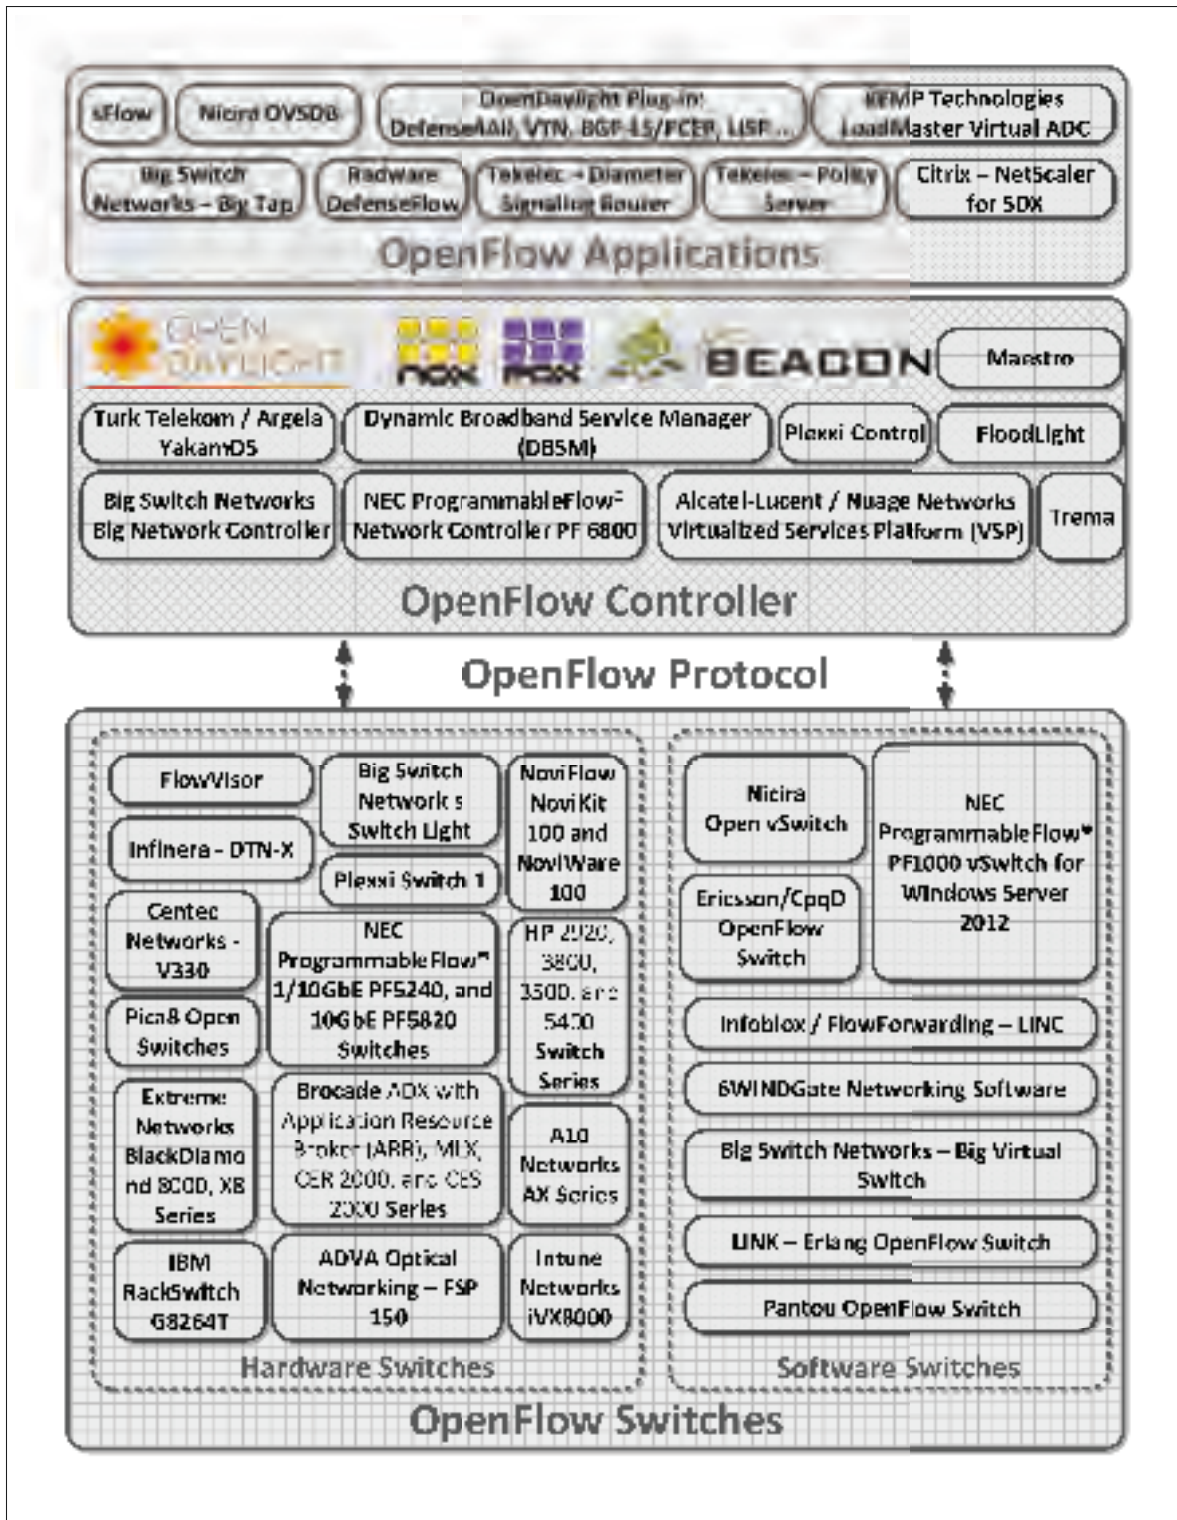 sFlow
Nicira OVSDB
OpenDaylight Plug-in:
Defense4All, VTN, BGP-LS/PCEP, LISP ...
KEMP Technologies
LoadMaster Virtual ADC
Big Switch
Networks – Big Tap
Radware
DefenseFlow
Tekelec – Diameter
Signaling Router
Tekelec – Policy
Server
Citrix – NetScaler
for SDX
OpenFlow Applications
OPEN
DAYLIGHT
NOX
POX
BEACON
Maestro
Turk Telekom / Argela
YakamOS
Dynamic Broadband Service Manager
(DBSM)
Plexxi Control
FloodLight
Big Switch Networks
Big Network Controller
NEC ProgrammableFlow
Network Controller PF 6800
Alcatel-Lucent / Nuage Networks
Virtualized Services Platform (VSP)
Trema
OpenFlow Controller
OpenFlow Protocol
FlowVisor
Infinera - DTN-X
Centec
Networks -
V330
Pica8 Open
Switches
Extreme
Networks
BlackDiamo
nd 8000, X8
Series
IBM
RackSwitch
G8264T
Big Switch
Networks
Switch Light
Plexxi Switch 1
NEC
ProgrammableFlow®
1/10GbE PF5240, and
10GbE PF5820
Switches
Brocade ADX with
Application Resource
Broker (ARB), MLX,
CER 2000, and CES
2000 Series
ADVA Optical
Networking – FSP
150
NoviFlow
NoviKit
100 and
NoviWare
100
HP 2920,
3800,
3500, and
5400
Switch
Series
A10
Networks
AX Series
Intune
Networks
iVX8000
Hardware Switches
Nicira
Open vSwitch
Ericsson/CpqD
OpenFlow
Switch
NEC
ProgrammableFlow®
PF1000 vSwitch for
Windows Server
2012
Infoblox / FlowForwarding – LINC
6WINDGate Networking Software
Big Switch Networks – Big Virtual
Switch
LINK – Erlang OpenFlow Switch
Pantou OpenFlow Switch
Software Switches
OpenFlow Switches